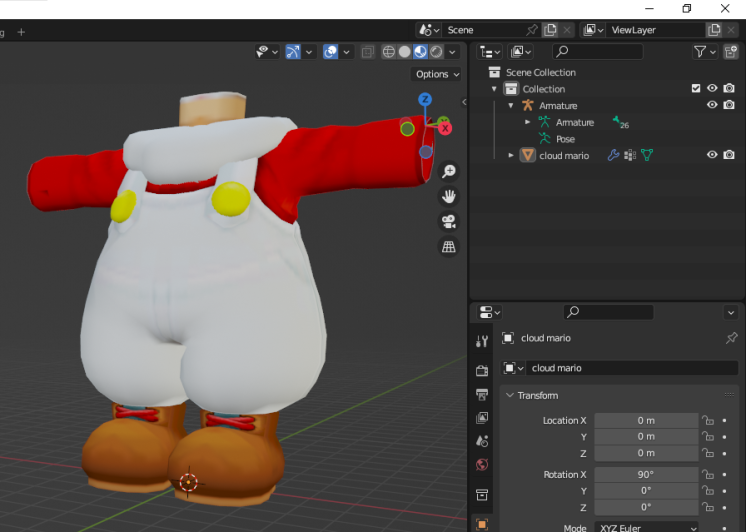 g
Scene
ViewLayer
Options
Z
X
Scene Collection
Collection
Armature
Armature
26
Pose
cloud mario
cloud mario
cloud mario
Transform
Location X 0 m
Y 0 m
Z 0 m
Rotation X 90°
Y 0°
Z 0°
Mode XYZ Euler